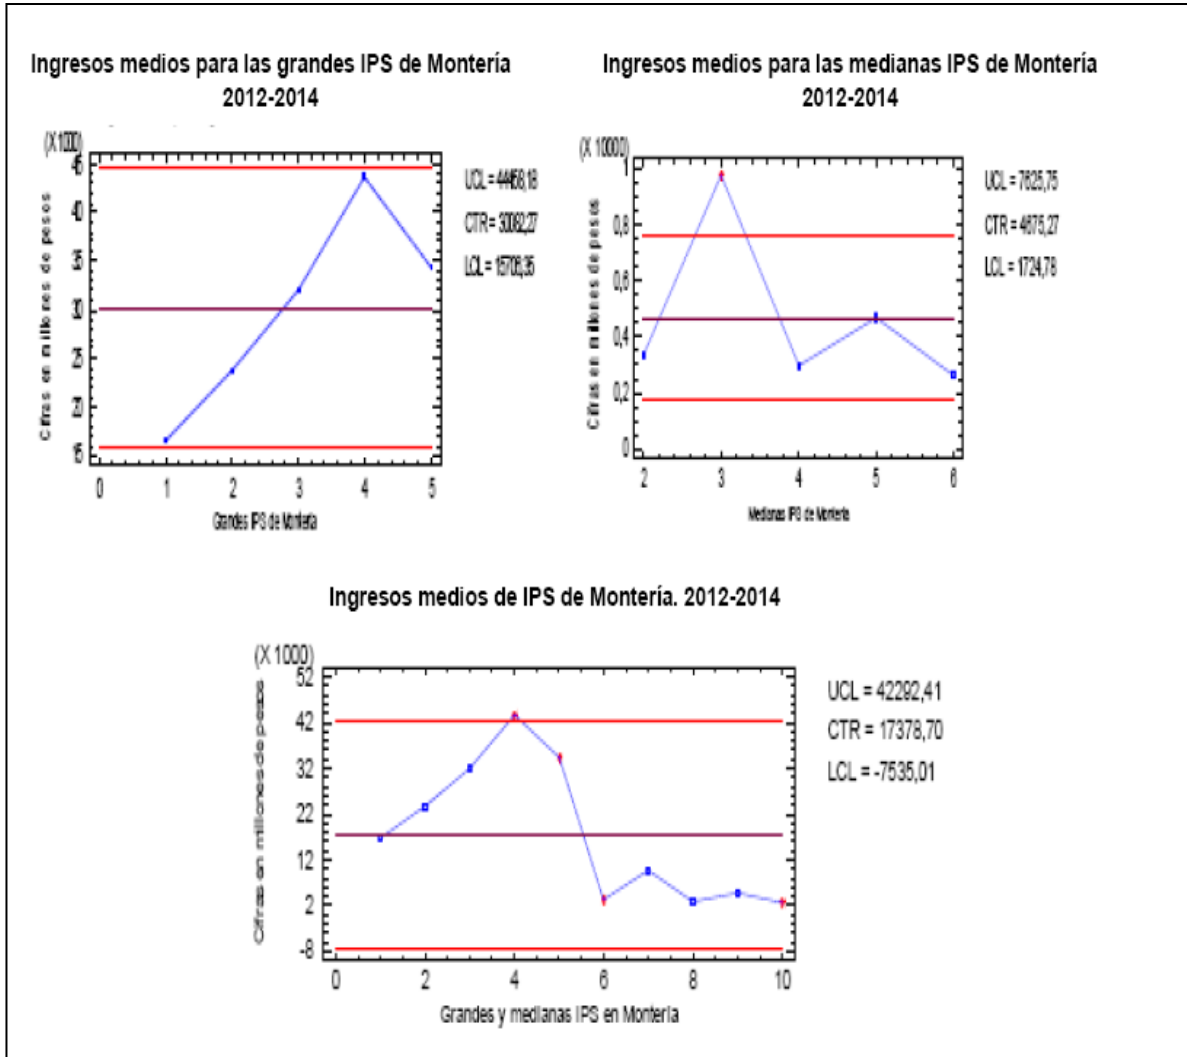 Ingresos medios para las grandes IPS de Montería
2012-2014
(X 1000)
45
40
35
30
25
20
15
Cifras en millones de pesos
0 1 2 3 4 5
Grandes IPS de Montería
UCL = 44458,18
CTR = 30082,27
LCL = 15706,35
Ingresos medios para las medianas IPS de Montería
2012-2014
(X 10000)
1
0,8
0,6
0,4
0,2
0
Cifras en millones de pesos
2 3 4 5 6
Medianas IPS de Montería
UCL = 7625,75
CTR = 4675,27
LCL = 1724,78
Ingresos medios de IPS de Montería. 2012-2014
(X 1000)
52
42
32
22
12
2
-8
Cifras en millones de pesos
0 2 4 6 8 10
Grandes y medianas IPS en Montería
UCL = 42292,41
CTR = 17378,70
LCL = -7535,01